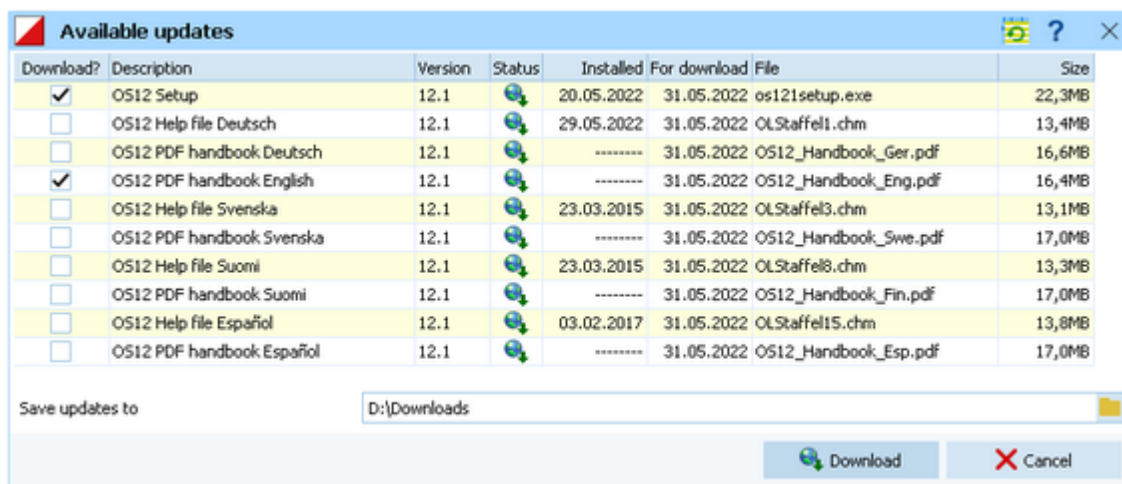 Available updates ?
Download? Description Version Status Installed For download File Size
OS12 Setup 12.1 20.05.2022 31.05.2022 os121setup.exe 22,3MB
OS12 Help file Deutsch 12.1 29.05.2022 31.05.2022 OLStaffel1.chm 13,4MB
OS12 PDF handbook Deutsch 12.1 -------- 31.05.2022 OS12_Handbook_Ger.pdf 16,6MB
OS12 PDF handbook English 12.1 -------- 31.05.2022 OS12_Handbook_Eng.pdf 16,4MB
OS12 Help file Svenska 12.1 23.03.2015 31.05.2022 OLStaffel3.chm 13,1MB
OS12 PDF handbook Svenska 12.1 -------- 31.05.2022 OS12_Handbook_Swe.pdf 17,0MB
OS12 Help file Suomi 12.1 23.03.2015 31.05.2022 OLStaffel8.chm 13,3MB
OS12 PDF handbook Suomi 12.1 -------- 31.05.2022 OS12_Handbook_Fin.pdf 17,0MB
OS12 Help file Español 12.1 03.02.2017 31.05.2022 OLStaffel15.chm 13,8MB
OS12 PDF handbook Español 12.1 -------- 31.05.2022 OS12_Handbook_Esp.pdf 17,0MB
Save updates to D:\Downloads
Download Cancel